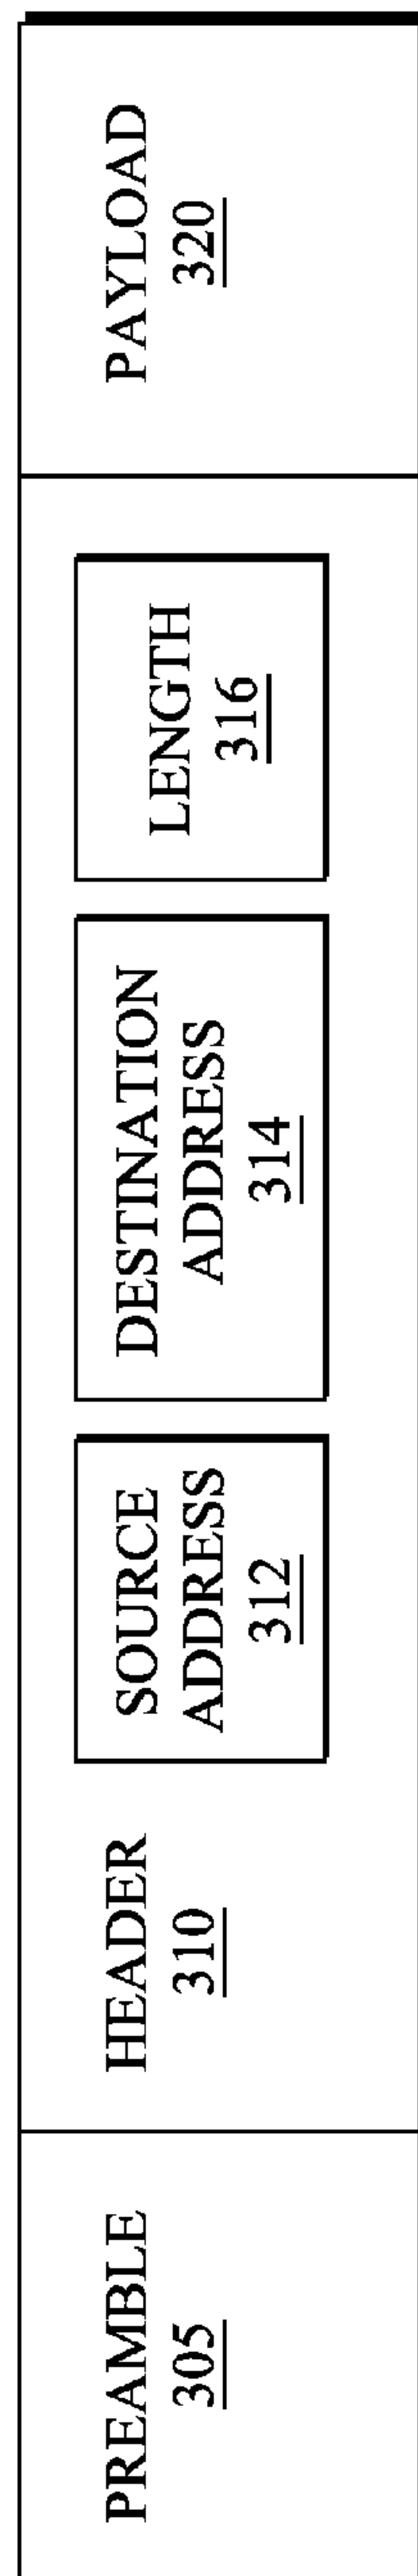 PREAMBLE
305
HEADER
310
SOURCE
ADDRESS
312
DESTINATION
ADDRESS
314
LENGTH
316
PAYLOAD
320